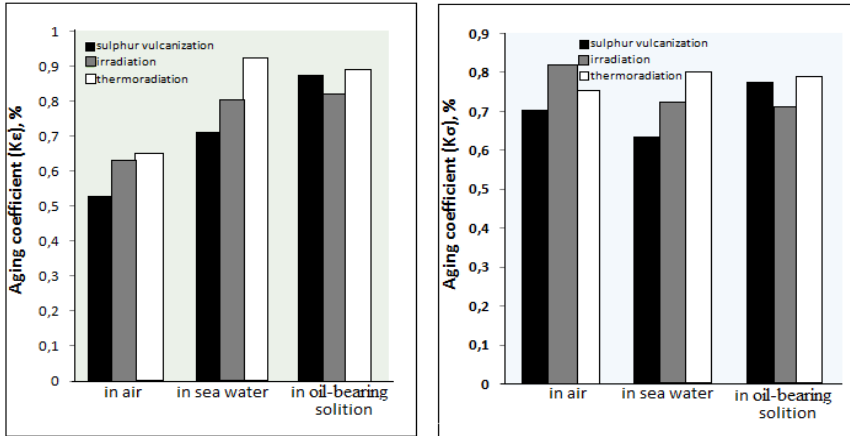 Aging coefficient (Kε), %
1
0,9
0,8
0,7
0,6
0,5
0,4
0,3
0,2
0,1
0
sulphur vulcanization
irradiation
thermoradiation
in air
in sea water
in oil-bearing
solition
Aging coefficient (Kσ), %
0,9
0,8
0,7
0,6
0,5
0,4
0,3
0,2
0,1
0
sulphur vulcanization
irradiation
thermoradiation
in air
in sea water
in oil-bearing
solition